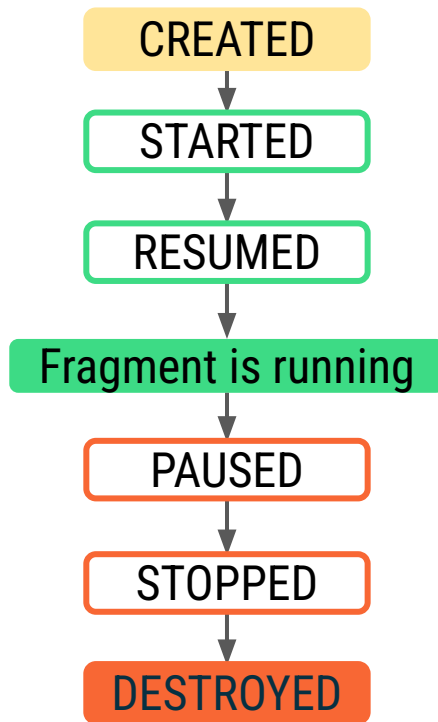 CREATED
STARTED
RESUMED
Fragment is running
PAUSED
STOPPED
DESTROYED